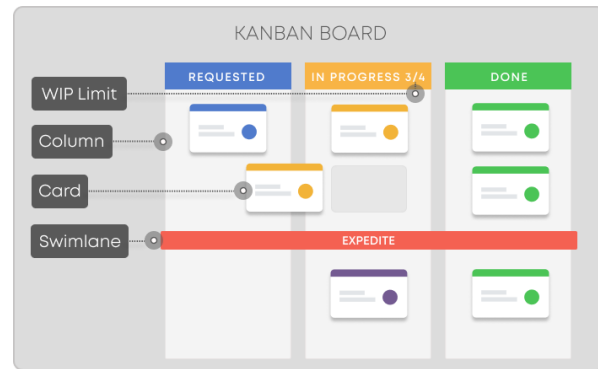 KANBAN BOARD
REQUESTED
IN PROGRESS 3/4
DONE
WIP Limit
Column
Card
Swimlane
EXPEDITE